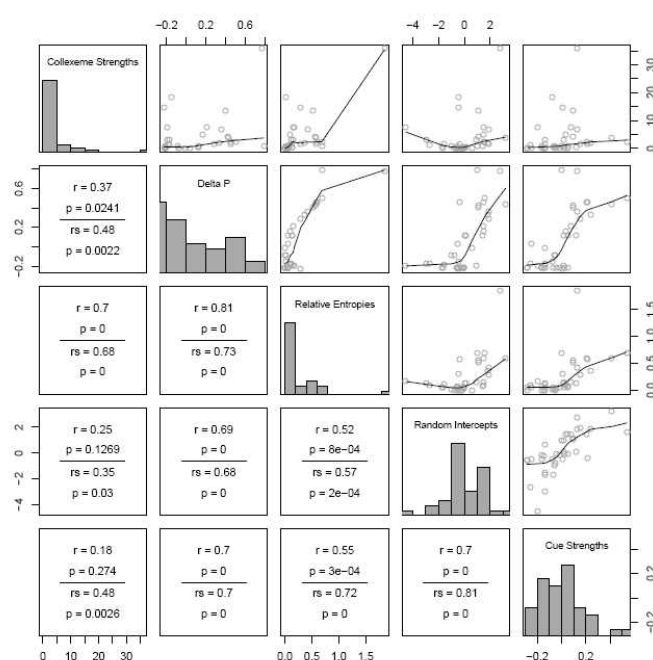 -0.2 0.2 0.6
-4 -2 0 2
Collexeme Strengths
0 5 10 20 30
r = 0.37
p = 0.0241
rs = 0.48
p = 0.0022
Delta P
-0.2 0.2 0.6
r = 0.7
p = 0
rs = 0.68
p = 0
r = 0.81
p = 0
rs = 0.73
p = 0
Relative Entropies
0.0 0.5 1.0 1.5
r = 0.25
p = 0.1269
rs = 0.35
p = 0.03
r = 0.69
p = 0
rs = 0.68
p = 0
r = 0.52
p = 8e-04
rs = 0.57
p = 2e-04
Random Intercepts
-4 -2 0 2
r = 0.18
p = 0.274
rs = 0.48
p = 0.0026
r = 0.7
p = 0
rs = 0.7
p = 0
r = 0.55
p = 3e-04
rs = 0.72
p = 0
r = 0.7
p = 0
rs = 0.81
p = 0
Cue Strengths
-0.2 0.2
0 10 20 30
0.0 0.5 1.0 1.5
-0.2 0.0 0.2 0.4